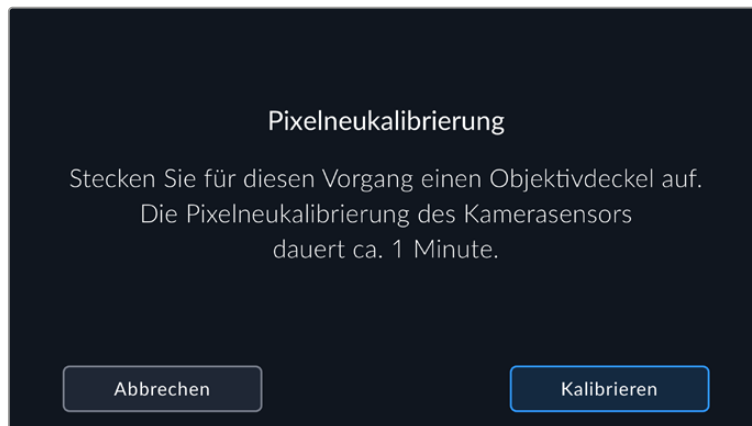 Pixelneukalibrierung
Stecken Sie für diesen Vorgang einen Objektivdeckel auf.
Die Pixelneukalibrierung des Kamerasensors
dauert ca. 1 Minute.
Abbrechen
Kalibrieren